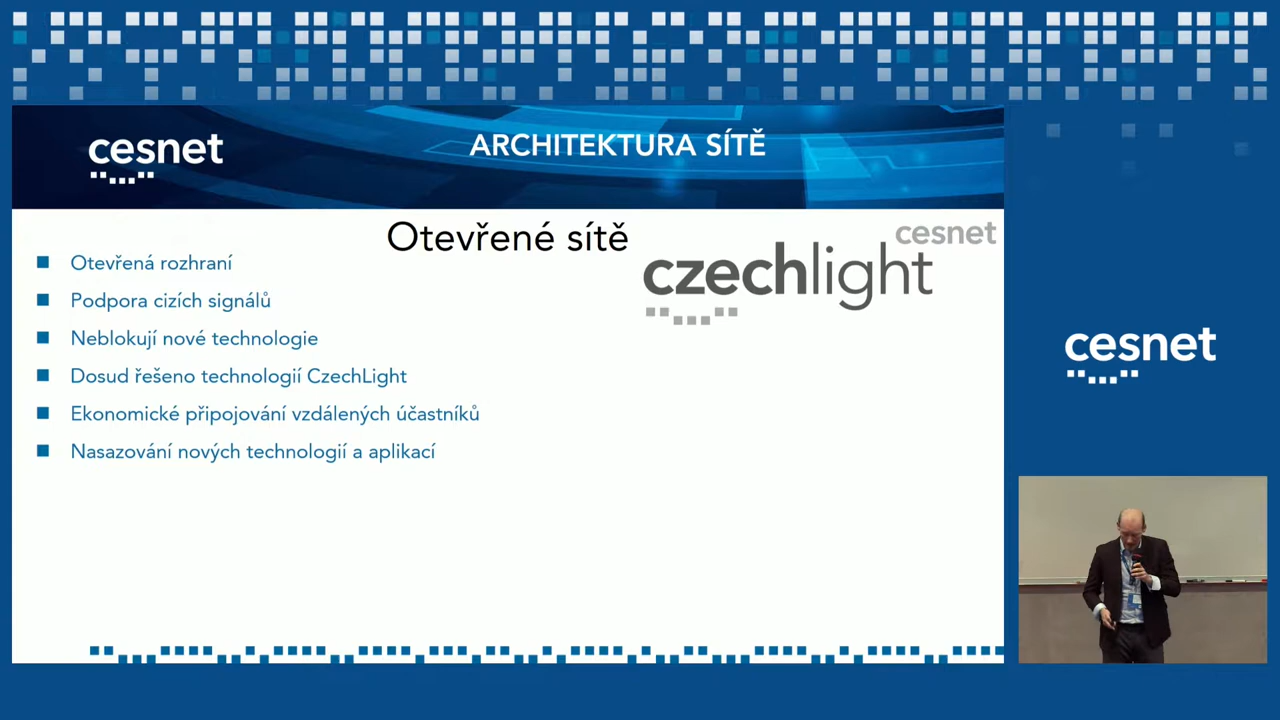 cesnet
ARCHITEKTURA SÍTĚ
Otevřené sítě
cesnet
czechlight
Otevřená rozhraní
Podpora cizích signálů
Neblokují nové technologie
Dosud řešeno technologií CzechLight
Ekonomické připojování vzdálených účastníků
Nasazování nových technologií a aplikací
cesnet